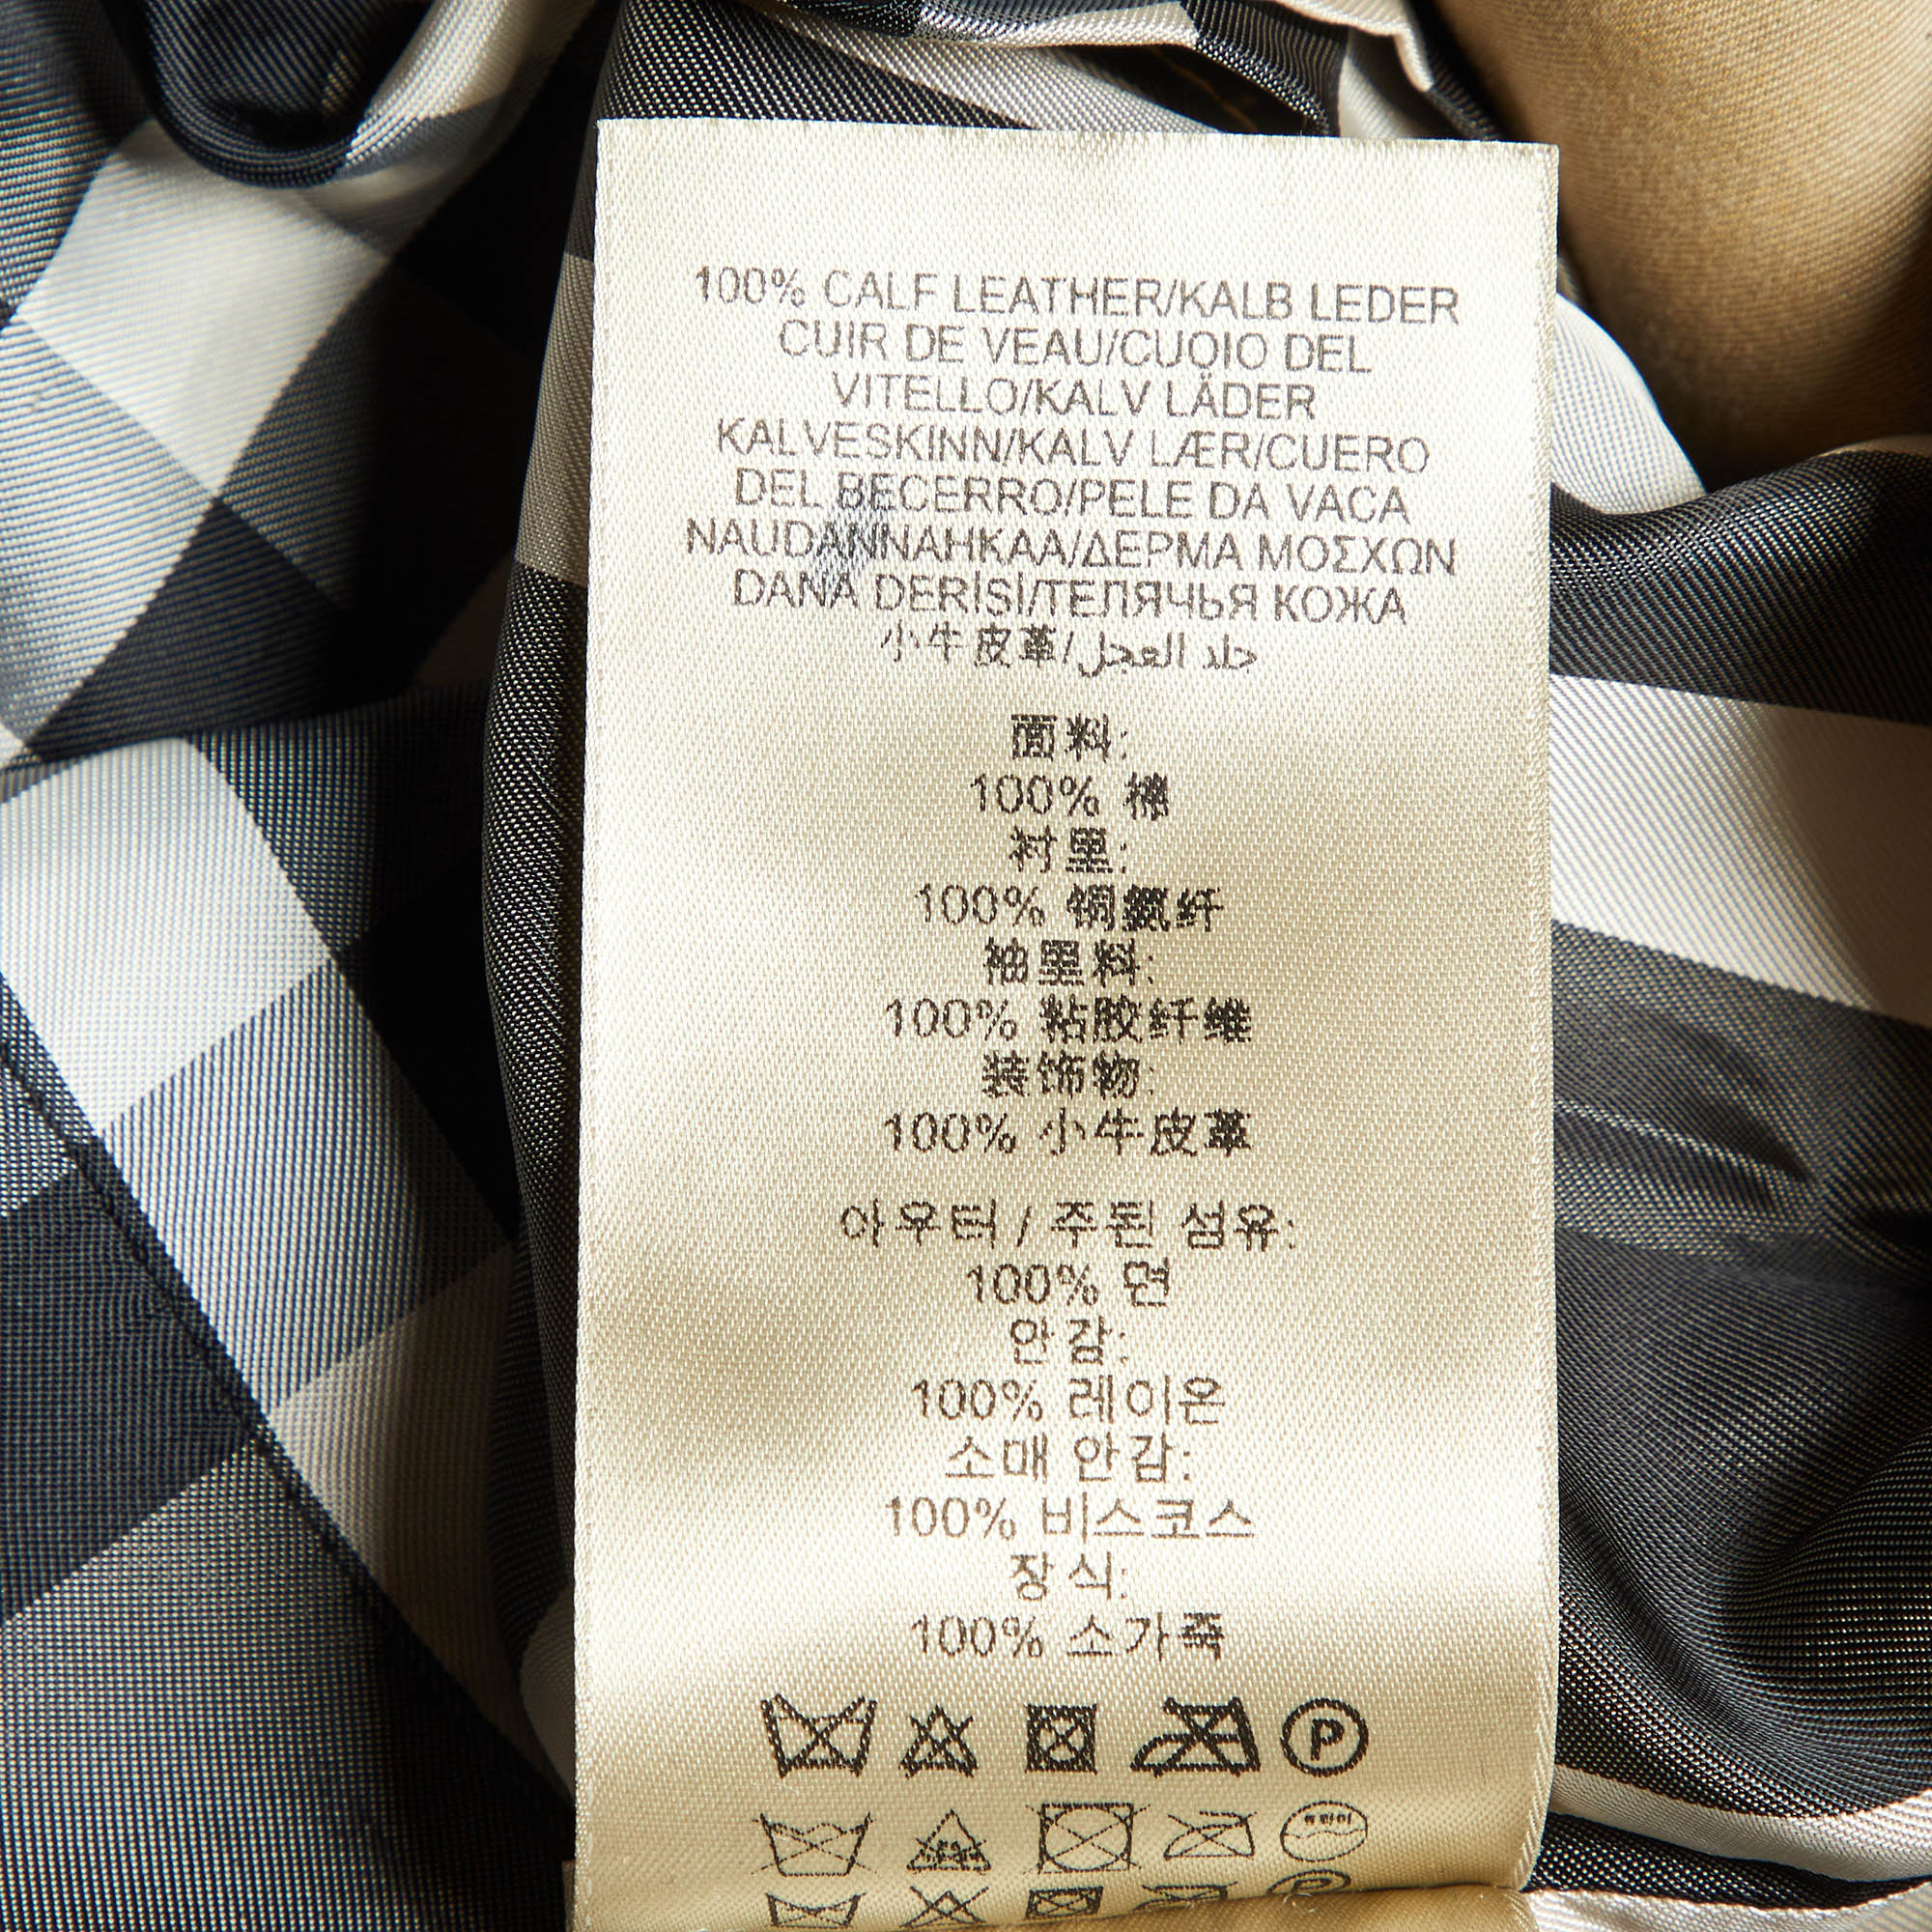 100% CALF LEATHER/KALB LEDER
CUIR DE VEAU/CUOIO DEL
VITELLO/KALV LÄDER
KALVESKINN/KALV LÆR/CUERO
DEL BECERRO/PELE DA VACA
NAUDANNAHKAA/ΔΕΡΜΑ ΜΟΣΧΩΝ
DANA DERİSİ/ТЕЛЯЧЬЯ КОЖА
小牛皮革/جلد العجل
面料:
100% 棉
衬里:
100% 铜氨纤
袖里料:
100% 粘胶纤维
装饰物:
100% 小牛皮革
아우터 / 주된 섬유:
100% 면
안감:
100% 레이온
소매 안감:
100% 비스코스
장식:
100% 소가죽
P
드라이